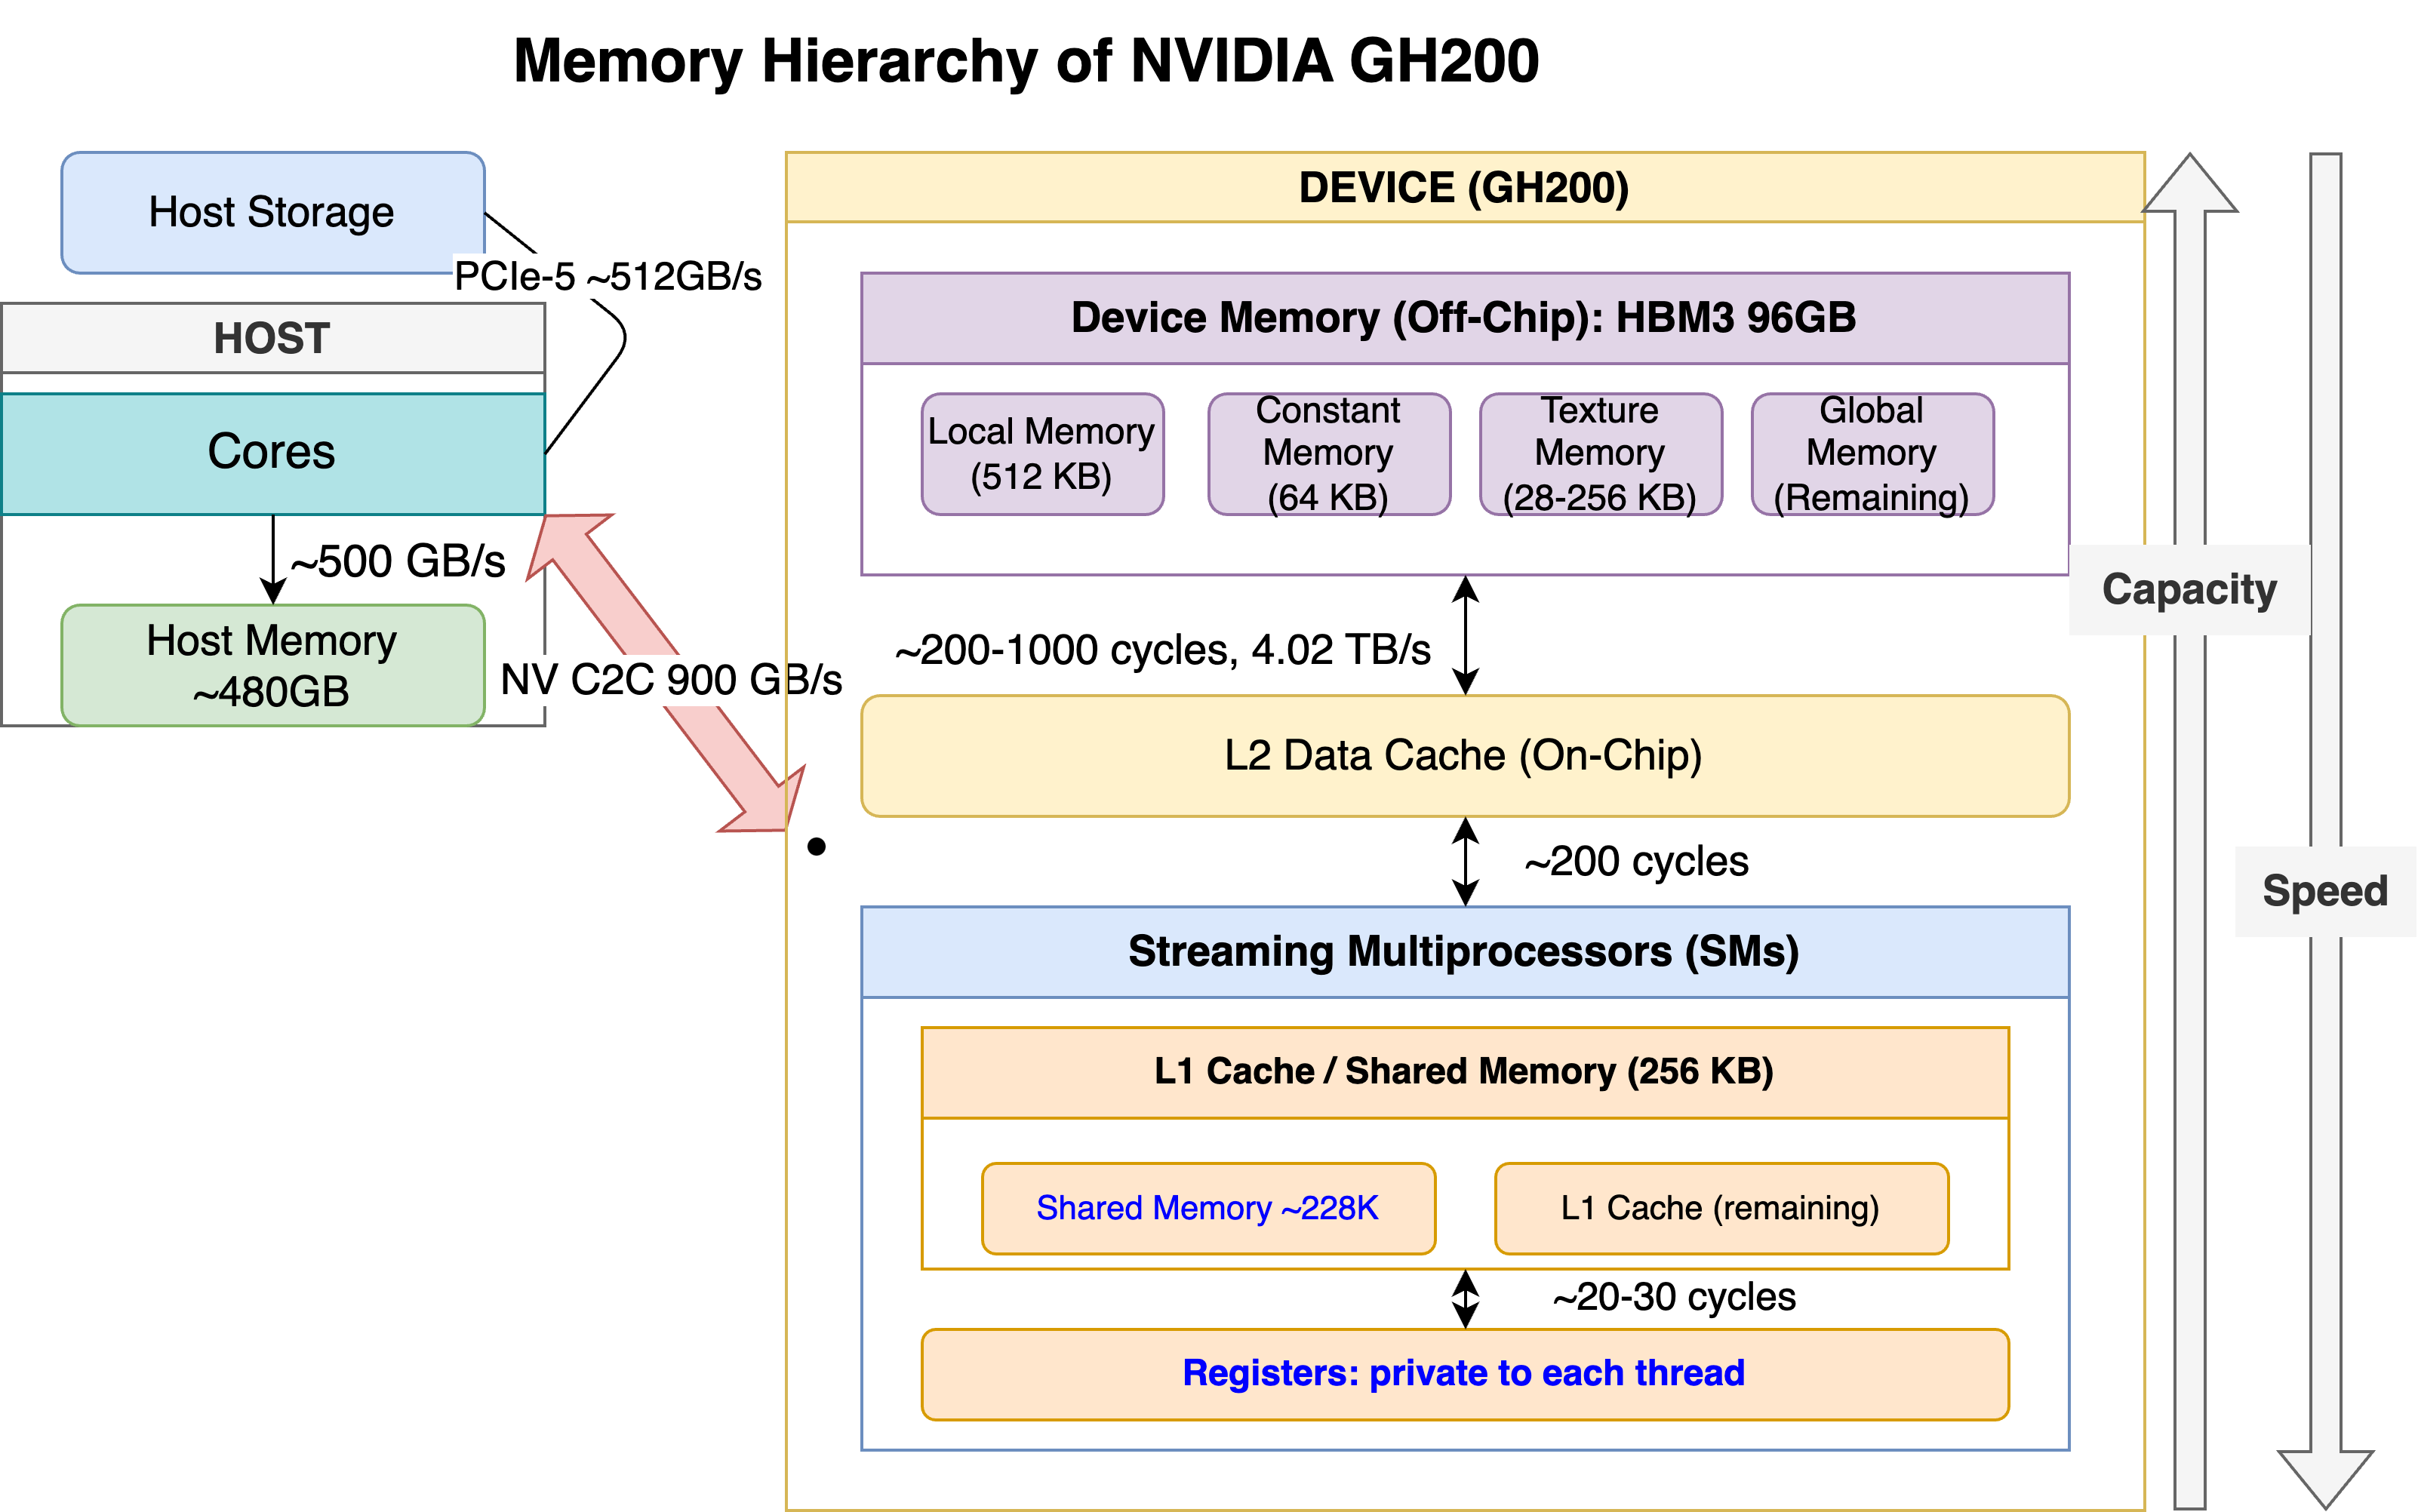 Memory Hierarchy of NVIDIA GH200
Host Storage
PCIe-5 ~512GB/s
HOST
Cores
~500 GB/s
Host Memory
~480GB
NV C2C 900 GB/s
DEVICE (GH200)
Device Memory (Off-Chip): HBM3 96GB
Local Memory
(512 KB)
Constant
Memory
(64 KB)
Texture
Memory
(28-256 KB)
Global
Memory
(Remaining)
~200-1000 cycles, 4.02 TB/s
L2 Data Cache (On-Chip)
~200 cycles
Streaming Multiprocessors (SMs)
L1 Cache / Shared Memory (256 KB)
Shared Memory ~228K
L1 Cache (remaining)
~20-30 cycles
Registers: private to each thread
Capacity
Speed